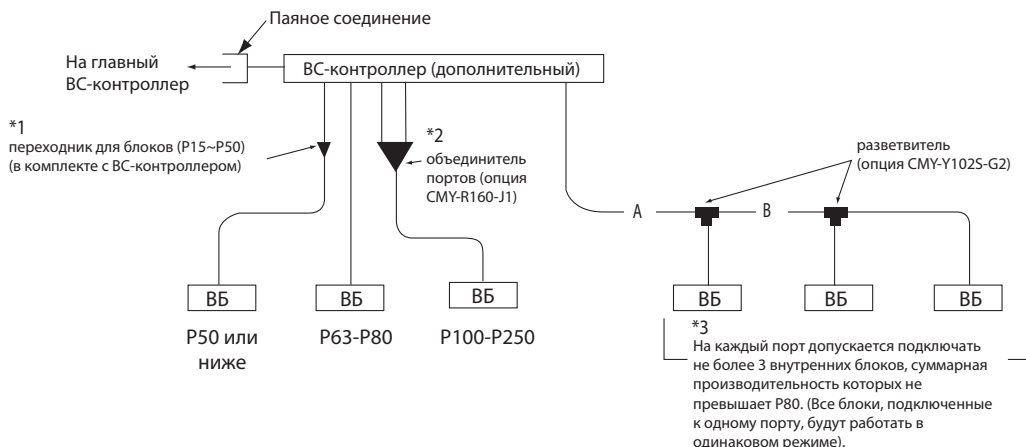 Паяное соединение
На главный
ВС-контроллер
ВС-контроллер (дополнительный)
*1
переходник для блоков (P15~P50)
(в комплекте с ВС-контроллером)
*2
объединитель
портов (опция
CMY-R160-J1)
разветвитель
(опция CMY-Y102S-G2)
A
B
ВБ
ВБ
ВБ
ВБ
ВБ
ВБ
P50 или
ниже
P63-P80
P100-P250
*3
На каждый порт допускается подключать
не более 3 внутренних блоков, суммарная
производительность которых не
превышает P80. (Все блоки, подключенные
к одному порту, будут работать в
одинаковом режиме).